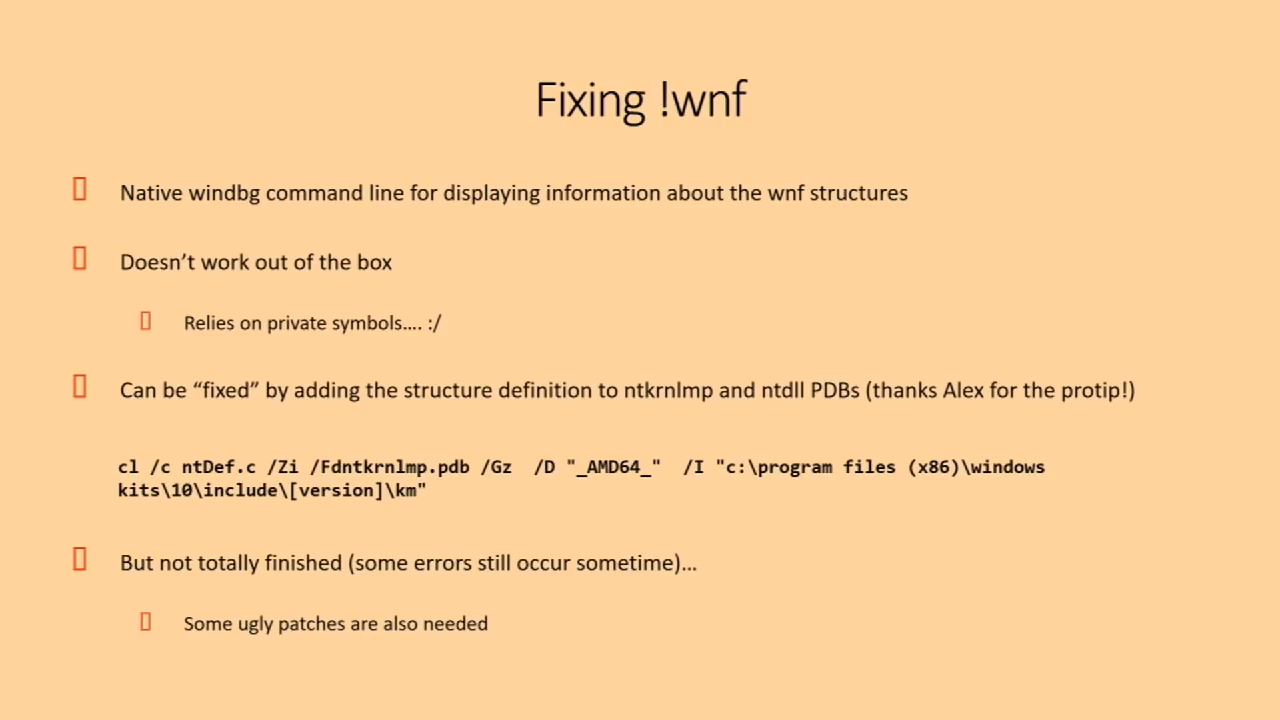 Fixing !wnf
Native windbg command line for displaying information about the wnf structures
Doesn’t work out of the box
Relies on private symbols.... :/
Can be “fixed” by adding the structure definition to ntkrnlmp and ntdll PDBs (thanks Alex for the protip!)
cl /c ntDef.c /Zi /Fdntkrnlmp.pdb /Gz  /D "_AMD64_"  /I "c:\program files (x86)\windows
kits\10\include\[version]\km"
But not totally finished (some errors still occur sometime)...
Some ugly patches are also needed